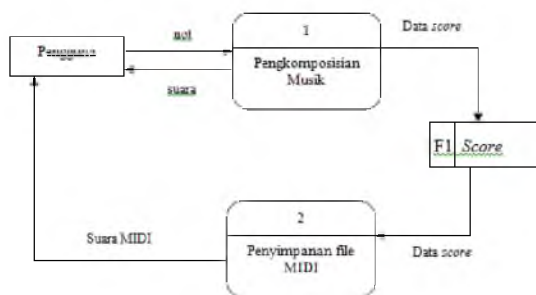 not
1
Data score
Pengguna
Pengkomposisian
Musik
suara
F1 Score
2
Suara MIDI
Penyimpanan file
MIDI
Data score